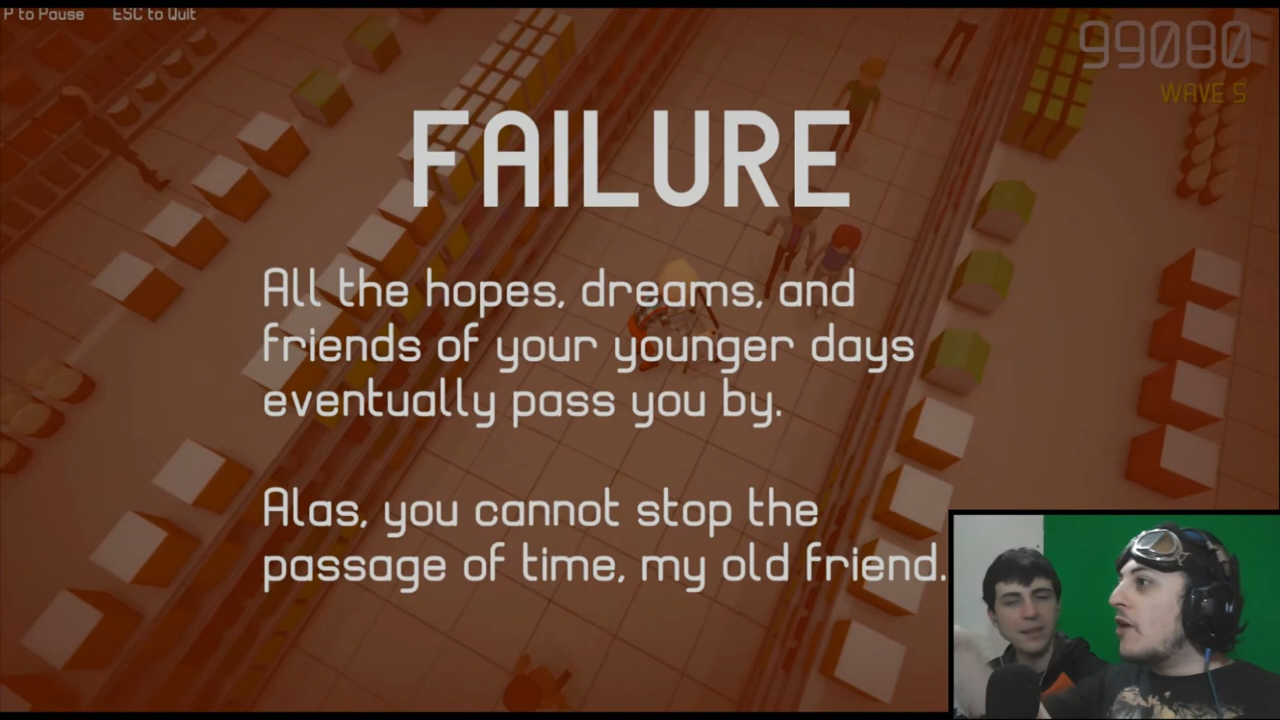 P to Pause ESC to Quit
99080
WAVE 5
FAILURE
All the hopes, dreams, and
friends of your younger days
eventually pass you by.
Alas, you cannot stop the
passage of time, my old friend.